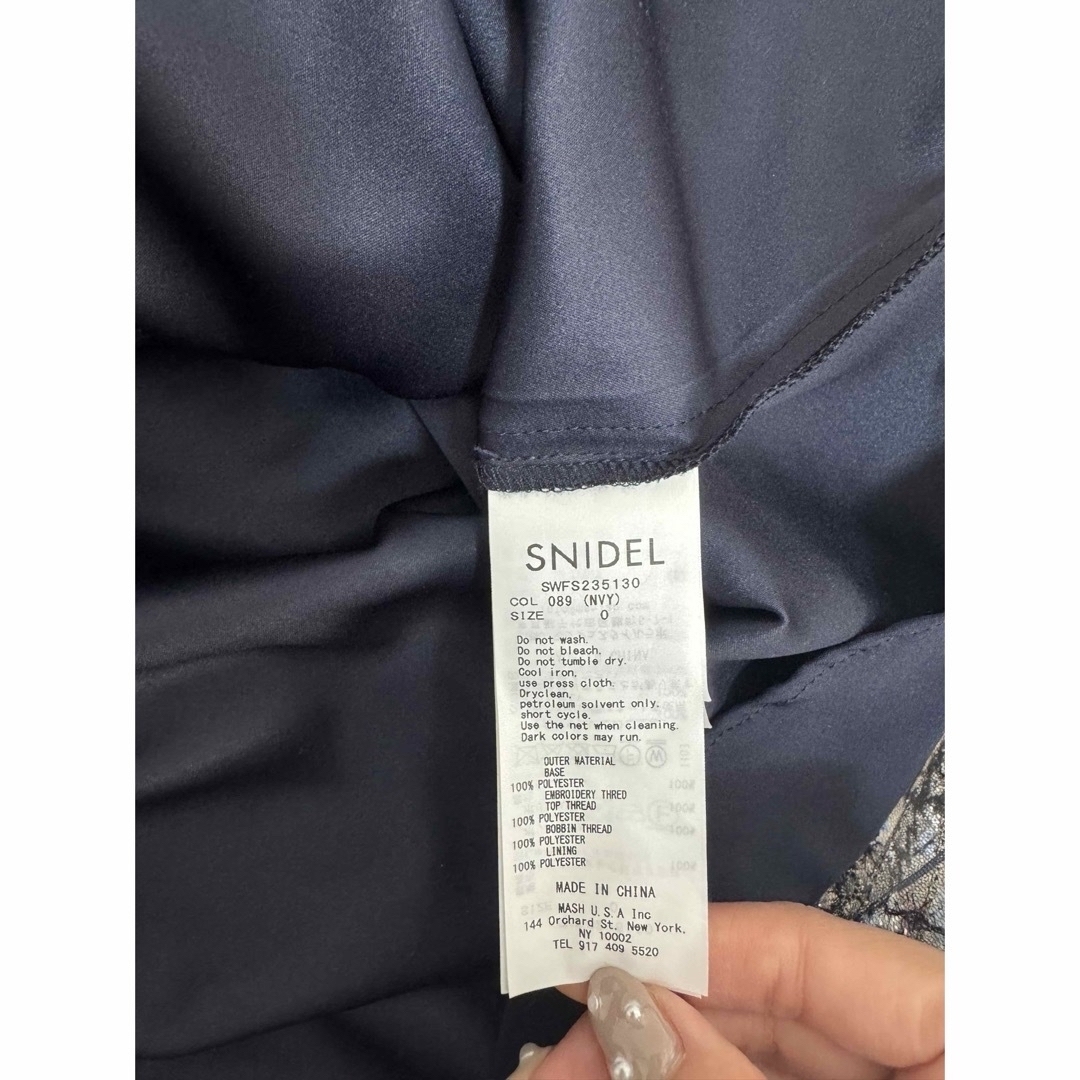 SNIDEL
SWFS235130
COL 089 (NVY)
SIZE 0
Do not wash.
Do not bleach.
Do not tumble dry.
Cool iron,
use press cloth.
Dryclean,
petroleum solvent only.
short cycle.
Use the net when cleaning.
Dark colors may run.
OUTER MATERIAL
BASE
100% POLYESTER
EMBROIDERY THRED
TOP THREAD
100% POLYESTER
BOBBIN THREAD
100% POLYESTER
LINING
100% POLYESTER
MADE IN CHINA
MASH U.S.A Inc
144 Orchard St. New York.
NY 10002
TEL 917 409 5520